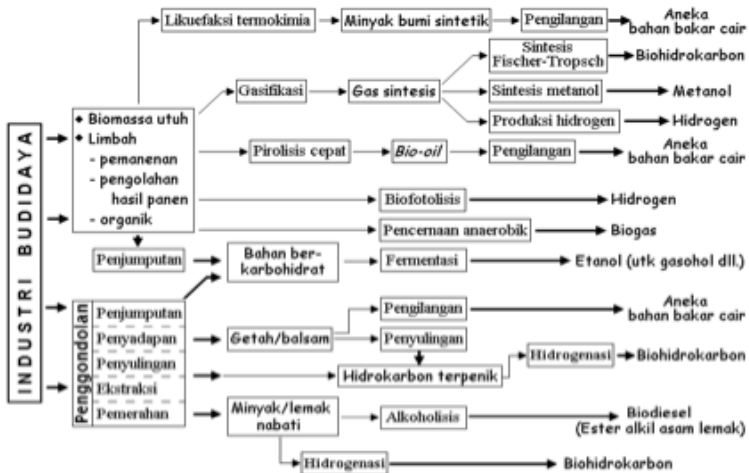 Likuefaksi termokimia
Minyak bumi sintetik
Pengilangan
Aneka
bahan bakar cair
Sintesis
Fischer-Tropsch
Biohidrokarbon
Gasifikasi
Gas sintesis
Sintesis metanol
Metanol
Produksi hidrogen
Hidrogen
INDUSTRI BUDIDAYA
◆ Biomassa utuh
◆ Limbah
- pemanenan
- pengolahan
hasil panen
- organik
Pirolisis cepat
Bio-oil
Pengilangan
Aneka
bahan bakar cair
Biofotolisis
Hidrogen
Pencernaan anaerobik
Biogas
Penjumputan
Bahan ber-
karbohidrat
Fermentasi
Etanol (utk gasohol dll.)
Penggondolan
Penjumputan
Penyadapan
Penyulingan
Ekstraksi
Pemerahan
Getah/balsam
Pengilangan
Aneka
bahan bakar cair
Penyulingan
Hidrokarbon terpenik
Hidrogenasi
Biohidrokarbon
Minyak/lemak
nabati
Alkoholisis
Biodiesel
(Ester alkil asam lemak)
Hidrogenasi
Biohidrokarbon